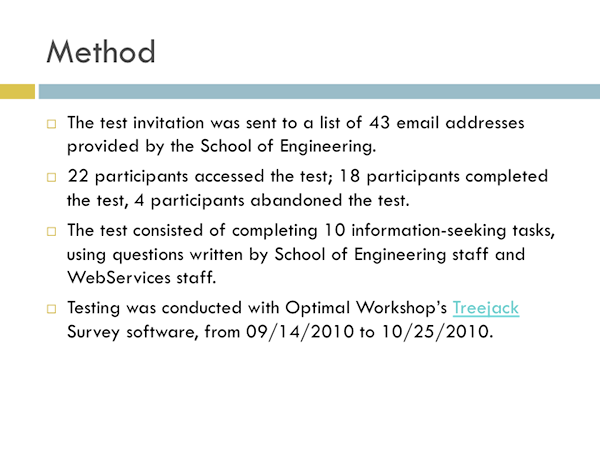 Method
The test invitation was sent to a list of 43 email addresses
provided by the School of Engineering.
22 participants accessed the test; 18 participants completed
the test, 4 participants abandoned the test.
The test consisted of completing 10 information-seeking tasks,
using questions written by School of Engineering staff and
WebServices staff.
Testing was conducted with Optimal Workshop's Treejack
Survey software, from 09/14/2010 to 10/25/2010.